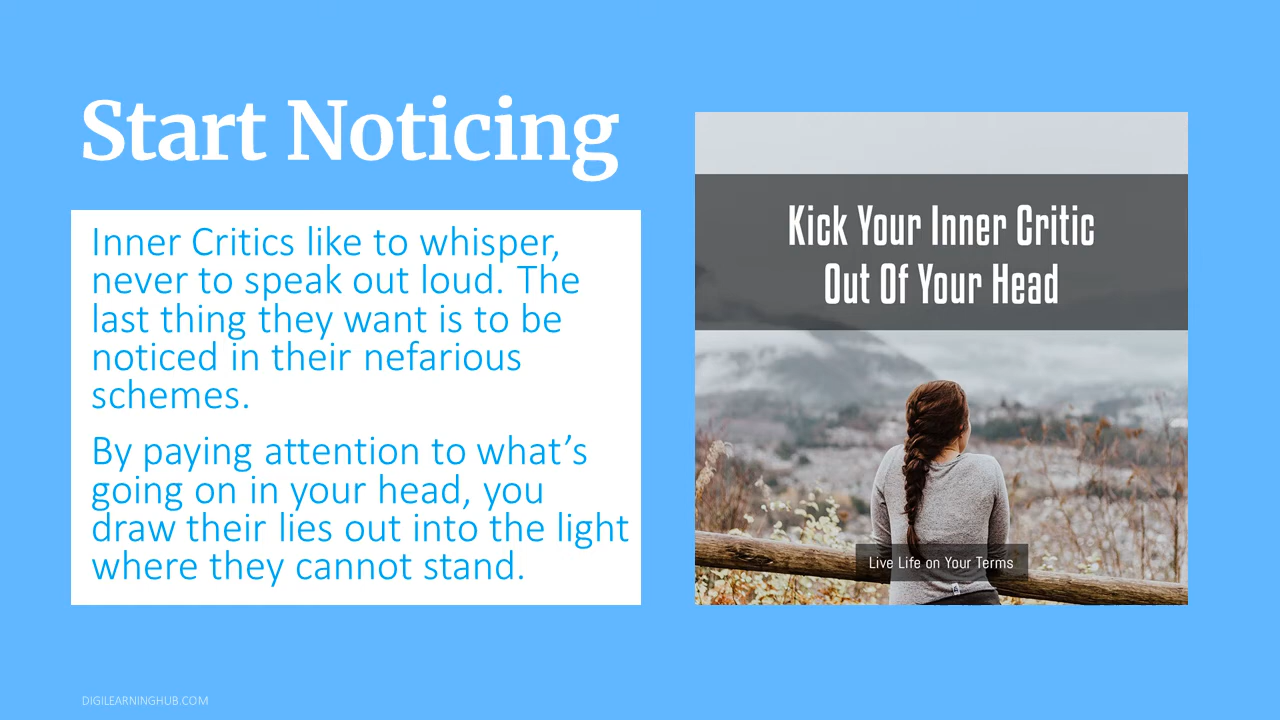 Start Noticing
Inner Critics like to whisper,
never to speak out loud. The
last thing they want is to be
noticed in their nefarious
schemes.
By paying attention to what’s
going on in your head, you
draw their lies out into the light
where they cannot stand.
Kick Your Inner Critic
Out Of Your Head
Live Life on Your Terms
DIGILEARNINGHUB.COM